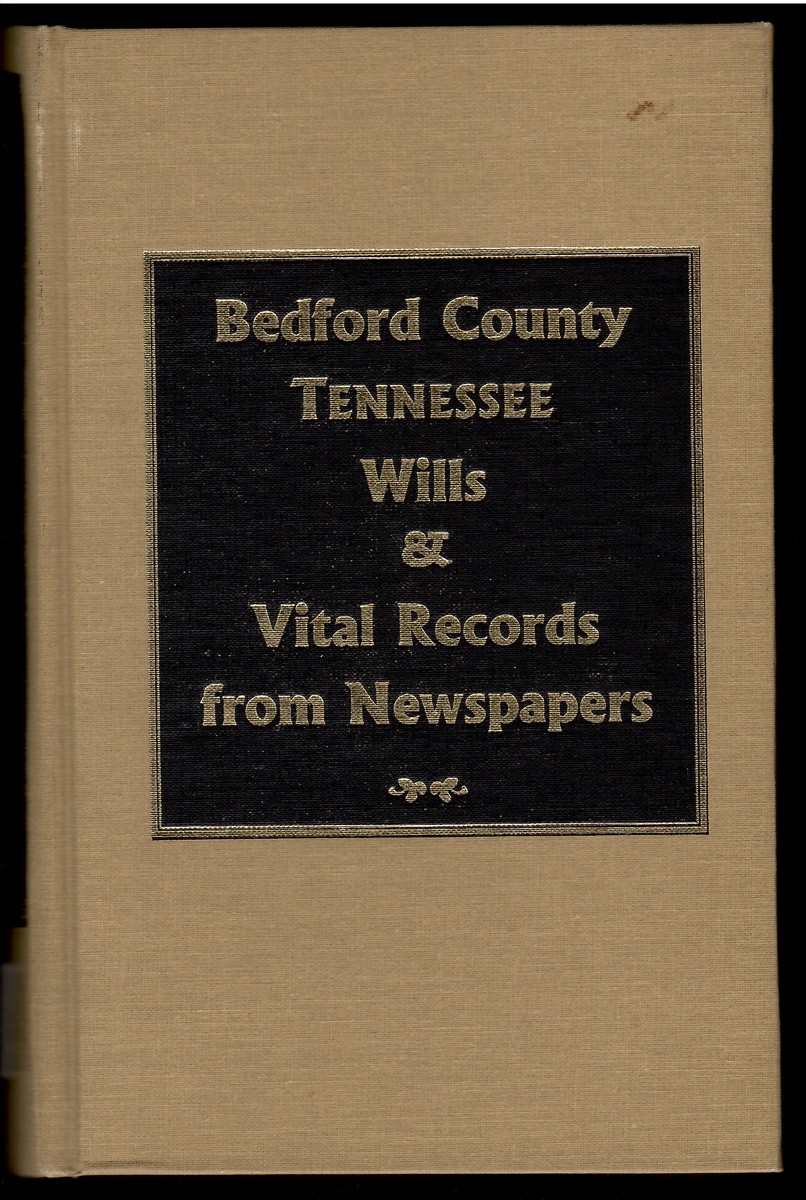 Bedford County
TENNESSEE
Wills
&
Vital Records
from Newspapers